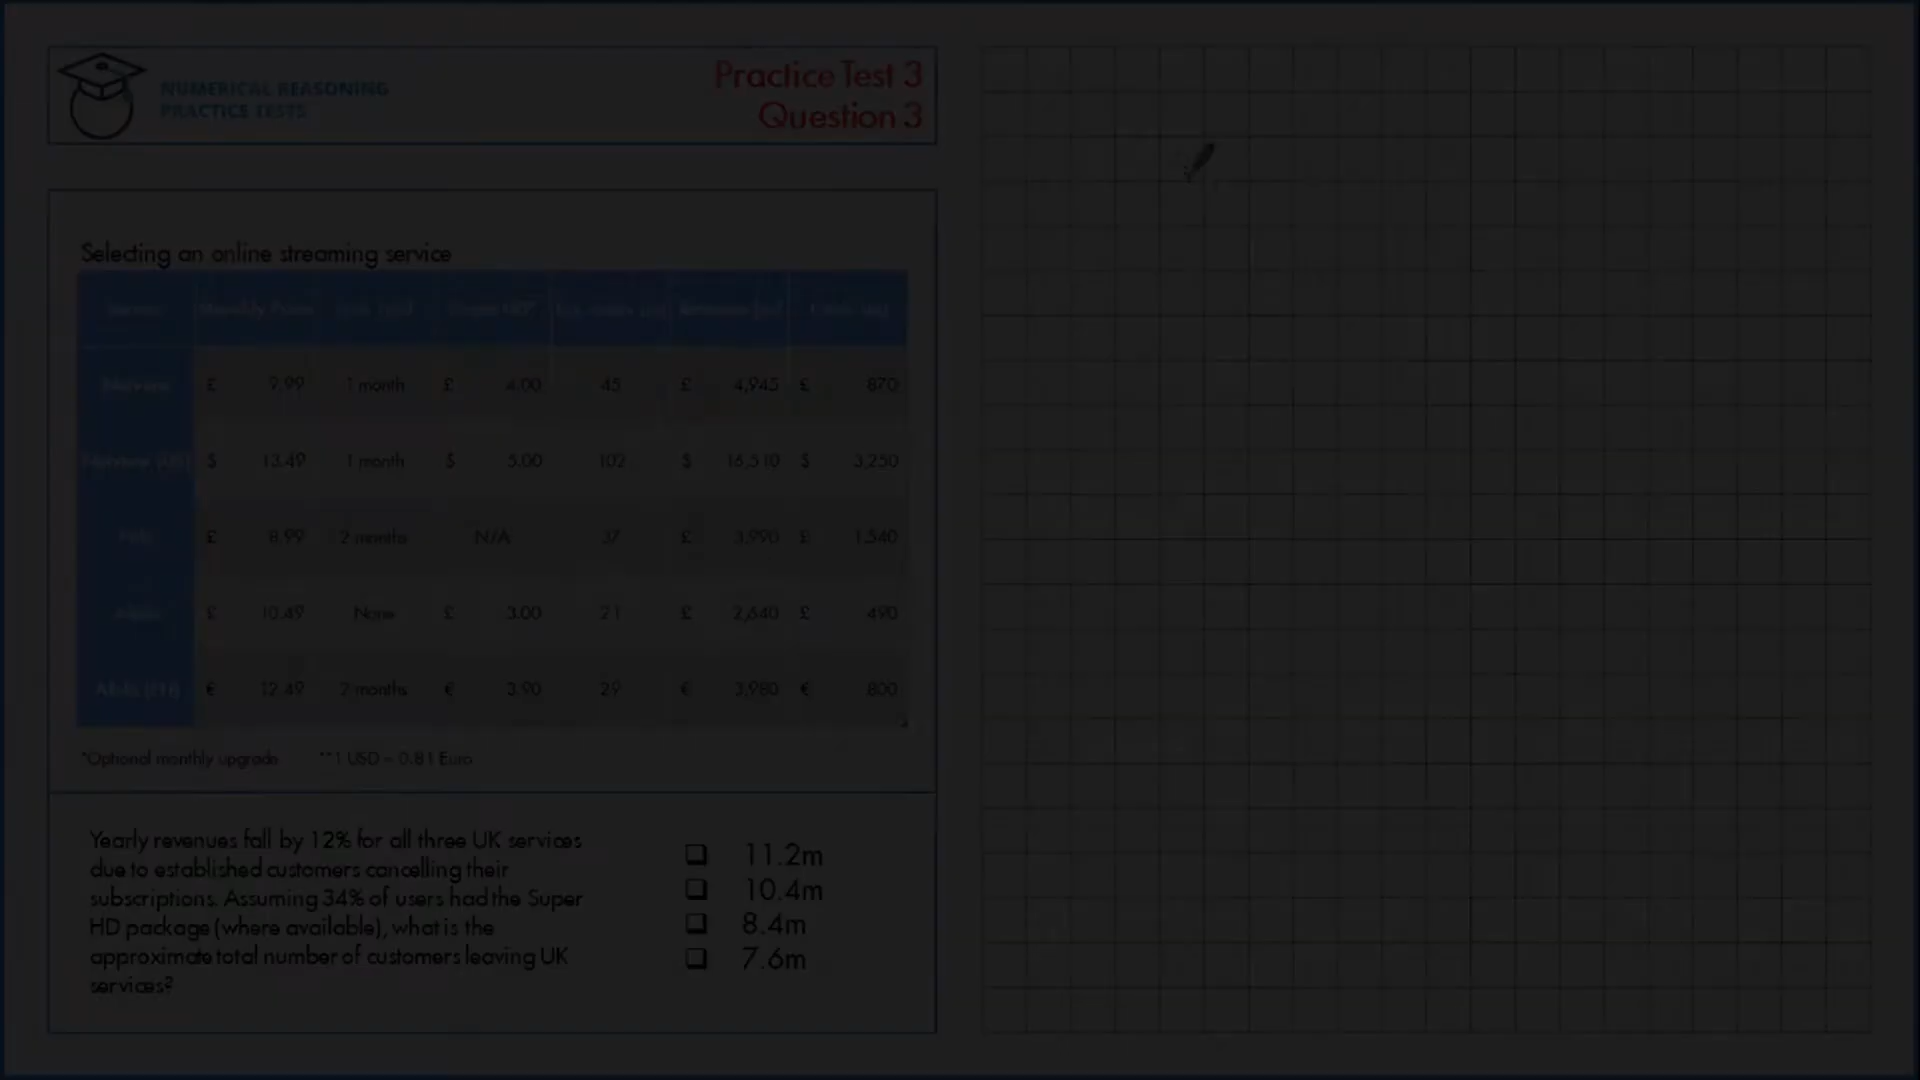 NUMERICAL REASONING
PRACTICE TESTS
Practice Test 3
Question 3
Selecting an online streaming service
£ 9.99 1 month £ 4.00 45 £ 4,945 £ 870
$ 13.49 1 month $ 5.00 102 $ 16,510 $ 3,250
£ 8.99 2 months N/A 37 £ 3,990 £ 1,540
£ 10.49 None £ 3.00 21 £ 2,640 £ 490
€ 12.49 2 months € 3.90 29 € 3,980 € 800
*Optional monthly upgrade **1 USD = 0.81 Euro
Yearly revenues fall by 12% for all three UK services
due to established customers cancelling their
subscriptions. Assuming 34% of users had the Super
HD package (where available), what is the
approximate total number of customers leaving UK
services?
❑ 11.2m
❑ 10.4m
❑ 8.4m
❑ 7.6m